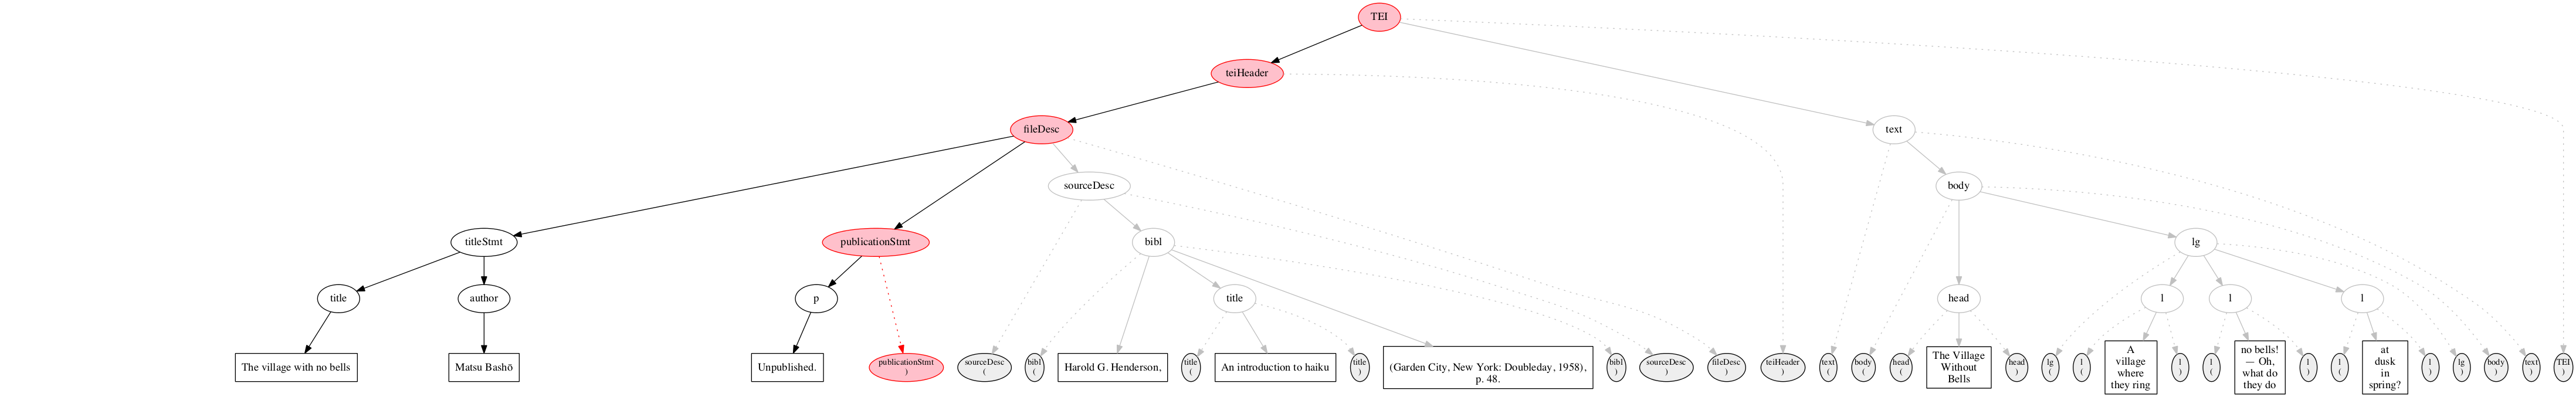 TEI
teiHeader
fileDesc
text
sourceDesc
body
titleStmt
publicationStmt
bibl
lg
title
author
p
title
head
l
l
l
The village with no bells
Matsu Bashō
Unpublished.
publicationStmt
)
sourceDesc
(
bibl
(
Harold G. Henderson,
title
(
An introduction to haiku
title
)
(Garden City, New York: Doubleday, 1958),
p. 48.
bibl
)
sourceDesc
)
fileDesc
)
teiHeader
)
text
(
body
(
head
(
The Village
Without
Bells
head
)
lg
(
l
(
A
village
where
they ring
l
)
l
(
no bells!
— Oh,
what do
they do
l
)
l
(
at
dusk
in
spring?
l
)
lg
)
body
)
text
)
TEI
)